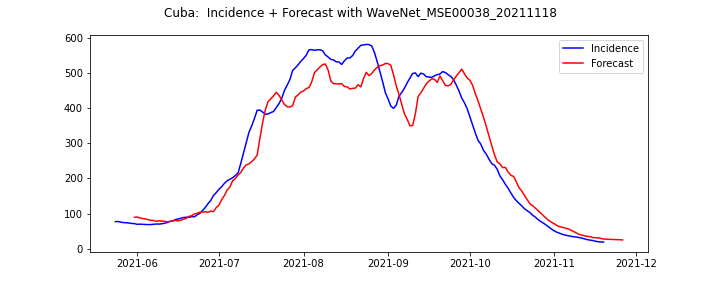 Cuba:  Incidence + Forecast with WaveNet_MSE00038_20211118
600
500
400
300
200
100
0
Incidence
Forecast
2021-06 2021-07 2021-08 2021-09 2021-10 2021-11 2021-12